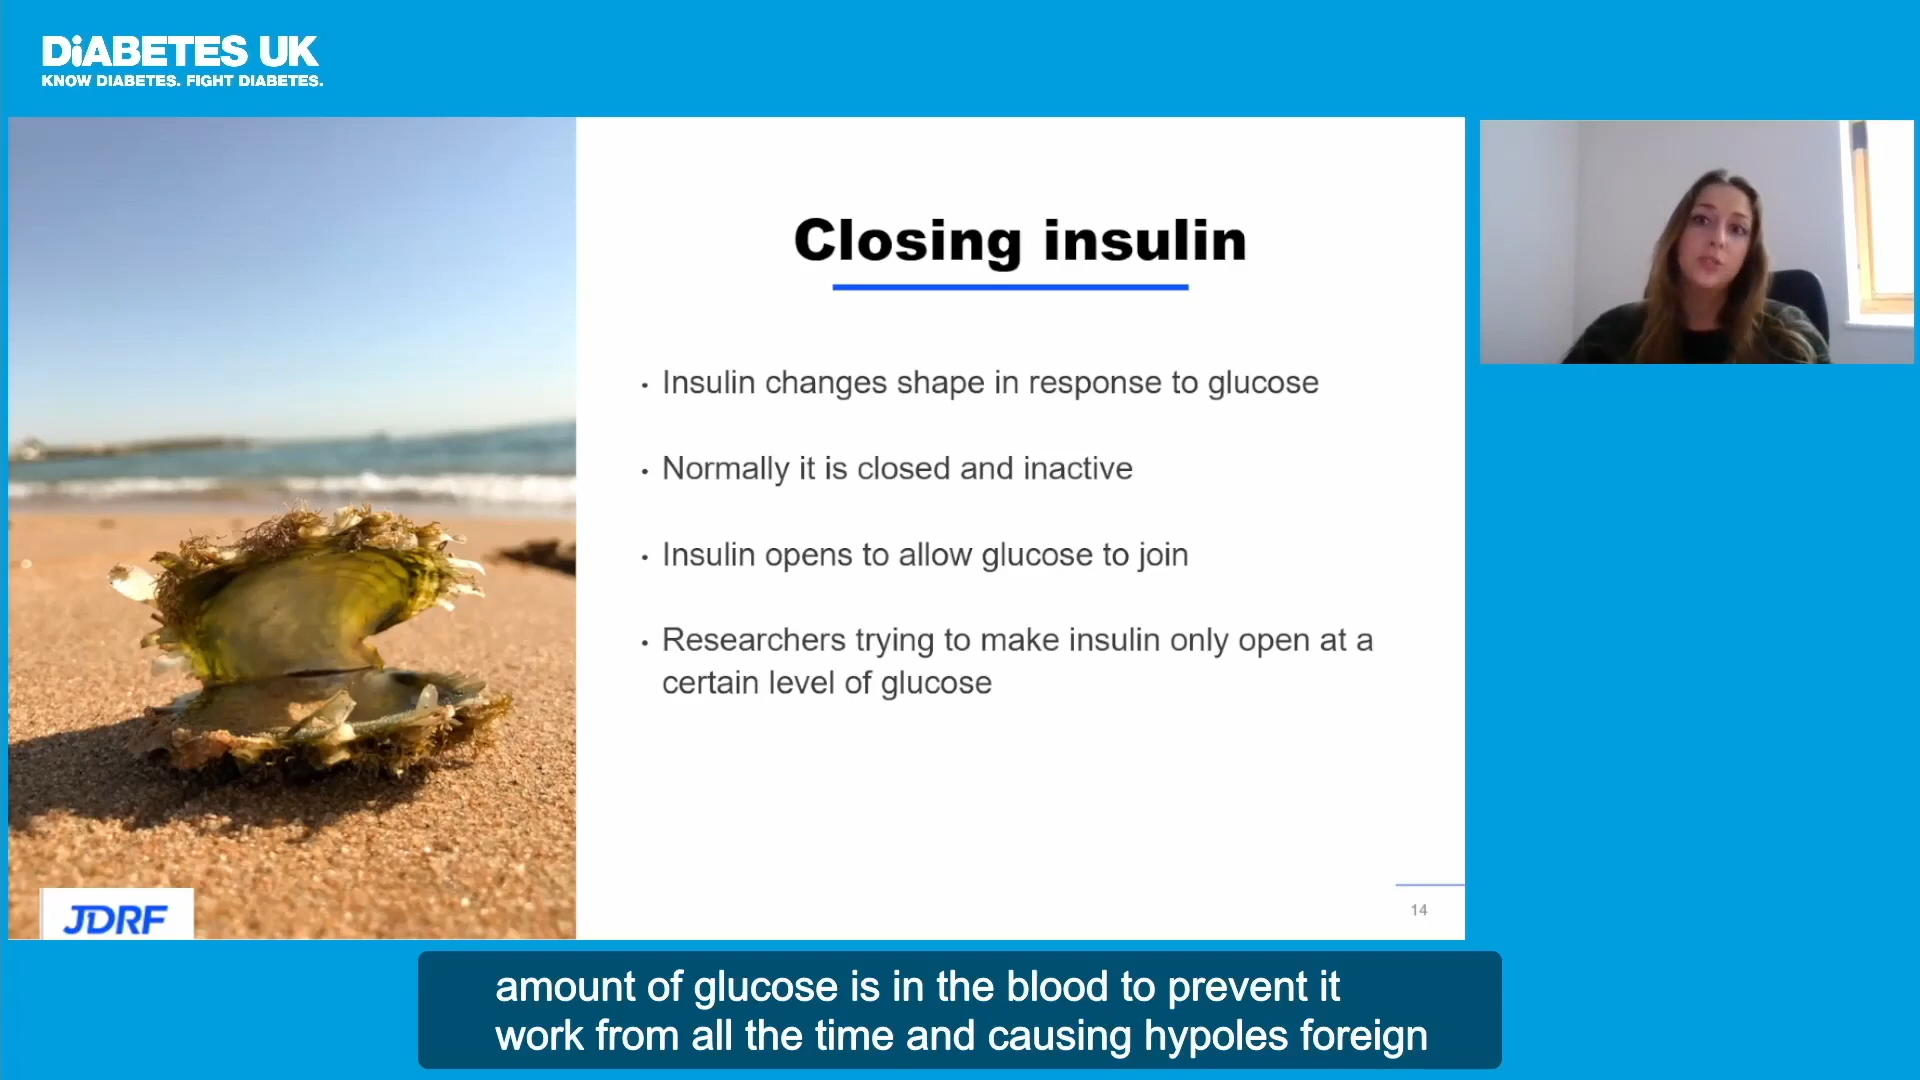 DiABETES UK
KNOW DIABETES. FIGHT DIABETES.
Closing insulin
• Insulin changes shape in response to glucose
• Normally it is closed and inactive
• Insulin opens to allow glucose to join
• Researchers trying to make insulin only open at a
certain level of glucose
JDRF
14
amount of glucose is in the blood to prevent it
work from all the time and causing hypoles foreign